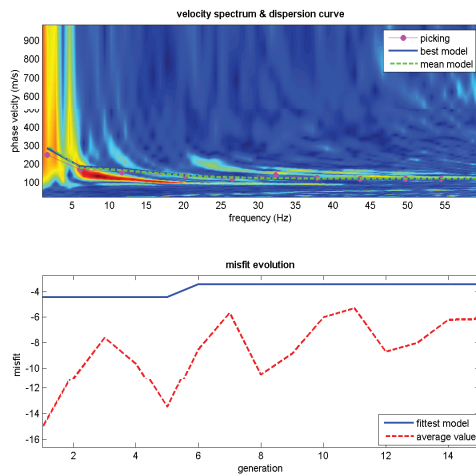 velocity spectrum & dispersion curve
phase velcity (m/s)
900
800
700
600
500
400
300
200
100
picking
best model
mean model
5 10 15 20 25 30 35 40 45 50 55
frequency (Hz)
misfit evolution
misfit
-4
-6
-8
-10
-12
-14
-16
fittest model
average value
2 4 6 8 10 12 14
generation